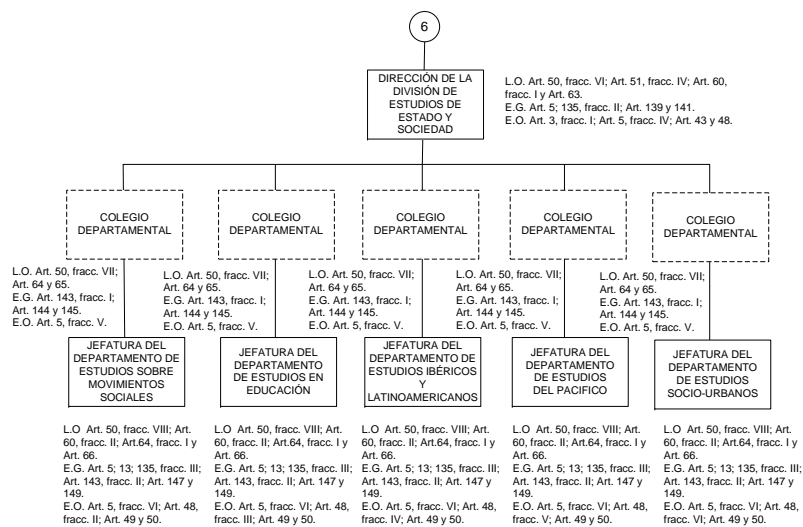 6
DIRECCIÓN DE LA
DIVISIÓN DE
ESTUDIOS DE
ESTADO Y
SOCIEDAD
L.O. Art. 50, fracc. VI; Art. 51, fracc. IV; Art. 60,
fracc. I y Art. 63.
E.G. Art. 5; 135, fracc. II; Art. 139 y 141.
E.O. Art. 3, fracc. I; Art. 5, fracc. IV; Art. 43 y 48.
COLEGIO
DEPARTAMENTAL
L.O. Art. 50, fracc. VII;
Art. 64 y 65.
E.G. Art. 143, fracc. I;
Art. 144 y 145.
E.O. Art. 5, fracc. V.
JEFATURA DEL
DEPARTAMENTO DE
ESTUDIOS SOBRE
MOVIMIENTOS
SOCIALES
L.O Art. 50, fracc. VIII; Art.
60, fracc. II; Art.64, fracc. I y
Art. 66.
E.G. Art. 5; 13; 135, fracc. III;
Art. 143, fracc. II; Art. 147 y
149.
E.O. Art. 5, fracc. VI; Art. 48,
fracc. II; Art. 49 y 50.
COLEGIO
DEPARTAMENTAL
L.O. Art. 50, fracc. VII;
Art. 64 y 65.
E.G. Art. 143, fracc. I;
Art. 144 y 145.
E.O. Art. 5, fracc. V.
JEFATURA DEL
DEPARTAMENTO
DE ESTUDIOS EN
EDUCACIÓN
L.O Art. 50, fracc. VIII; Art.
60, fracc. II; Art.64, fracc. I y
Art. 66.
E.G. Art. 5; 13; 135, fracc. III;
Art. 143, fracc. II; Art. 147 y
149.
E.O. Art. 5, fracc. VI; Art. 48,
fracc. III; Art. 49 y 50.
COLEGIO
DEPARTAMENTAL
L.O. Art. 50, fracc. VII;
Art. 64 y 65.
E.G. Art. 143, fracc. I;
Art. 144 y 145.
E.O. Art. 5, fracc. V.
JEFATURA DEL
DEPARTAMENTO DE
ESTUDIOS IBÉRICOS
Y
LATINOAMERICANOS
L.O Art. 50, fracc. VIII; Art.
60, fracc. II; Art.64, fracc. I y
Art. 66.
E.G. Art. 5; 13; 135, fracc. III;
Art. 143, fracc. II; Art. 147 y
149.
E.O. Art. 5, fracc. VI; Art. 48,
fracc. IV; Art. 49 y 50.
COLEGIO
DEPARTAMENTAL
L.O. Art. 50, fracc. VII;
Art. 64 y 65.
E.G. Art. 143, fracc. I;
Art. 144 y 145.
E.O. Art. 5, fracc. V.
JEFATURA DEL
DEPARTAMENTO
DE ESTUDIOS
DEL PACIFICO
L.O Art. 50, fracc. VIII; Art.
60, fracc. II; Art.64, fracc. I y
Art. 66.
E.G. Art. 5; 13; 135, fracc. III;
Art. 143, fracc. II; Art. 147 y
149.
E.O. Art. 5, fracc. VI; Art. 48,
fracc. V; Art. 49 y 50.
COLEGIO
DEPARTAMENTAL
L.O. Art. 50, fracc. VII;
Art. 64 y 65.
E.G. Art. 143, fracc. I;
Art. 144 y 145.
E.O. Art. 5, fracc. V.
JEFATURA DEL
DEPARTAMENTO
DE ESTUDIOS
SOCIO-URBANOS
L.O Art. 50, fracc. VIII; Art.
60, fracc. II; Art.64, fracc. I y
Art. 66.
E.G. Art. 5; 13; 135, fracc. III;
Art. 143, fracc. II; Art. 147 y
149.
E.O. Art. 5, fracc. VI; Art. 48,
fracc. VI; Art. 49 y 50.